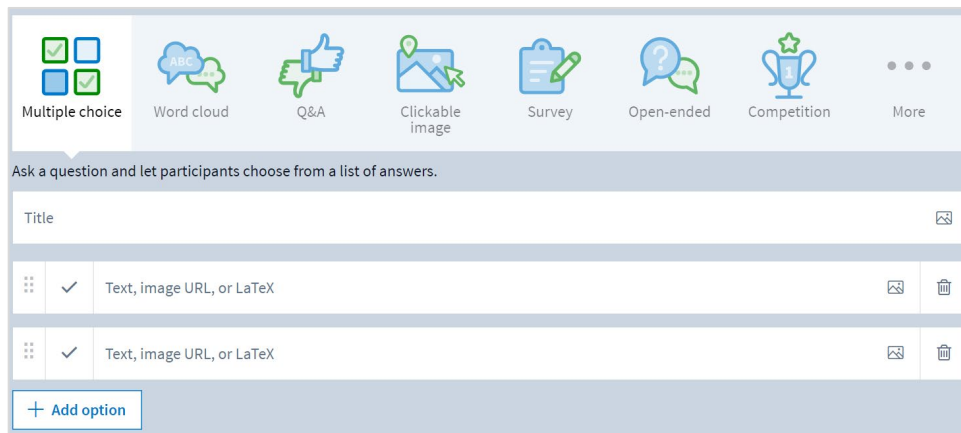 ABC
?
1
Multiple choice
Word cloud
Q&A
Clickable
image
Survey
Open-ended
Competition
More
Ask a question and let participants choose from a list of answers.
Title
Text, image URL, or LaTeX
Text, image URL, or LaTeX
+ Add option